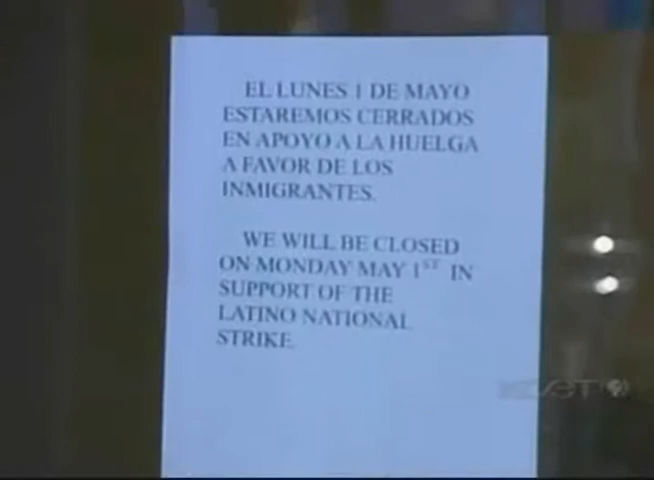 EL LUNES 1 DE MAYO
ESTAREMOS CERRADOS
EN APOYO A LA HUELGA
A FAVOR DE LOS
INMIGRANTES.
WE WILL BE CLOSED
ON MONDAY MAY 1ST IN
SUPPORT OF THE
LATINO NATIONAL
STRIKE.